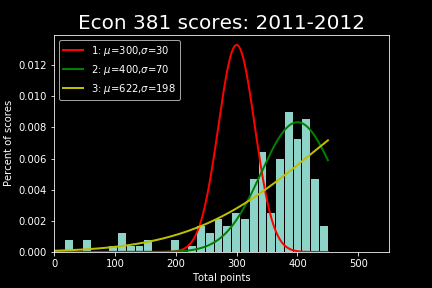 Econ 381 scores: 2011-2012
1: μ=300,σ=30
2: μ=400,σ=70
3: μ=622,σ=198
Percent of scores
0.012
0.010
0.008
0.006
0.004
0.002
0.000
0 100 200 300 400 500
Total points